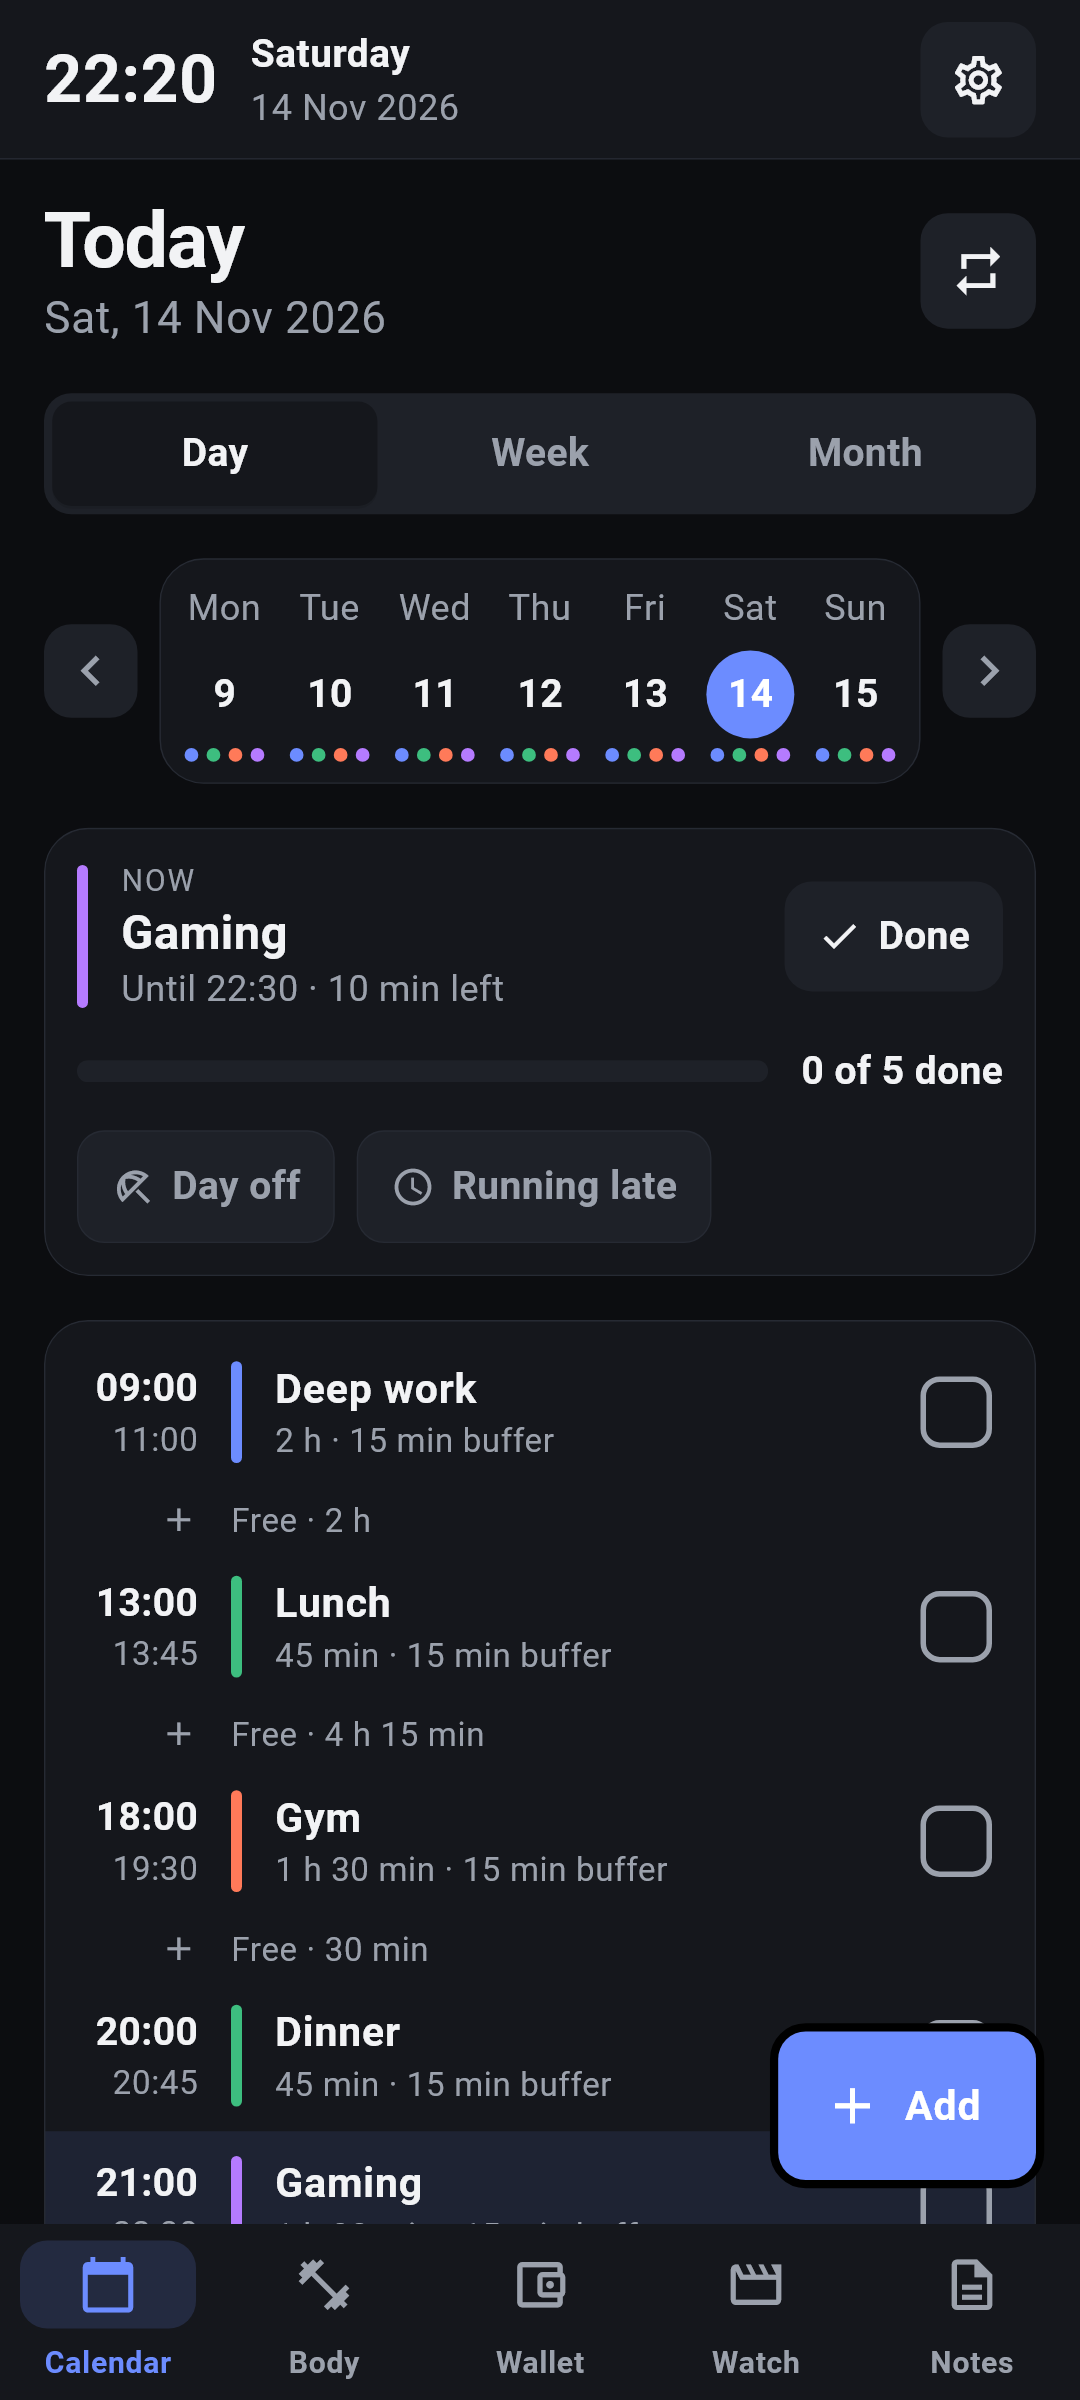 22:20
Saturday
14 Nov 2026
Today
Sat, 14 Nov 2026
Day Week Month
Mon Tue Wed Thu Fri Sat Sun
9 10 11 12 13 14 15
NOW
Gaming
Until 22:30 · 10 min left
Done
0 of 5 done
Day off Running late
09:00 Deep work
11:00 2 h · 15 min buffer
+ Free · 2 h
13:00 Lunch
13:45 45 min · 15 min buffer
+ Free · 4 h 15 min
18:00 Gym
19:30 1 h 30 min · 15 min buffer
+ Free · 30 min
20:00 Dinner
20:45 45 min · 15 min buffer
+ Add
21:00 Gaming
Calendar Body Wallet Watch Notes